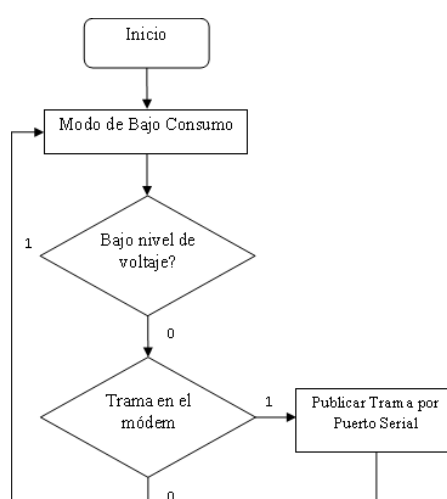 Inicio
Modo de Bajo Consumo
1
Bajo nivel de
voltaje?
0
Trama en el
módem
1
Publicar Trama por
Puerto Serial
0